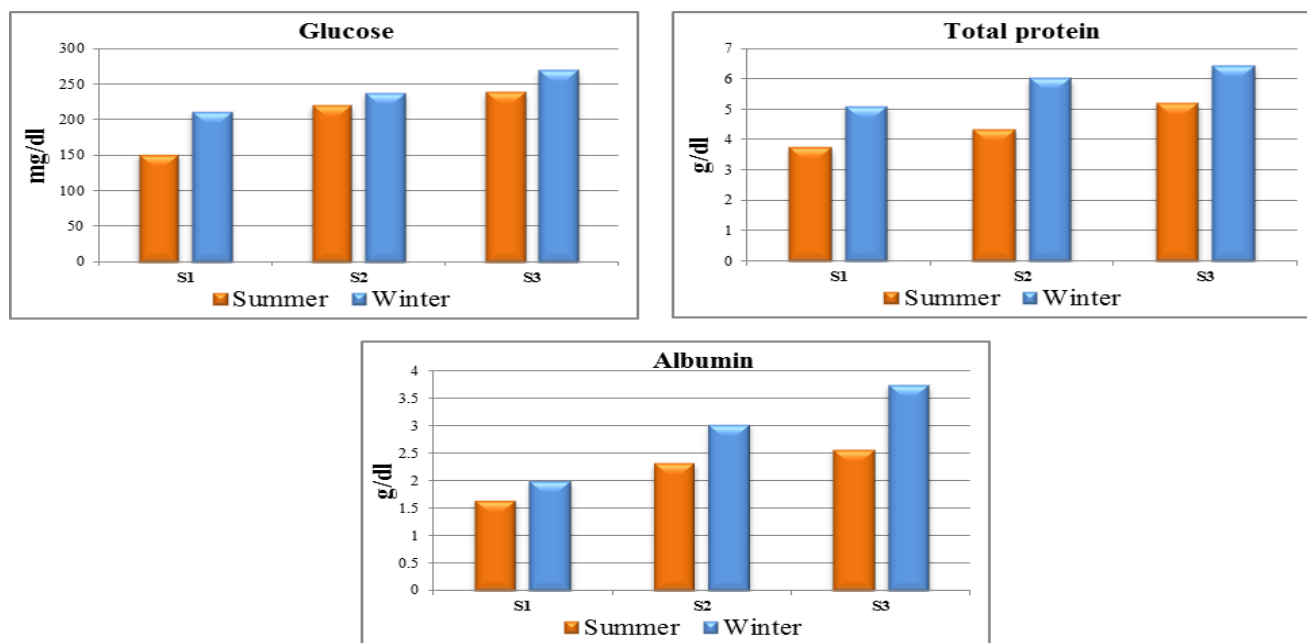 Glucose
mg/dl
300
250
200
150
100
50
0
S1 S2 S3
Summer Winter
Total protein
g/dl
7
6
5
4
3
2
1
0
S1 S2 S3
Summer Winter
Albumin
g/dl
4
3.5
3
2.5
2
1.5
1
0.5
0
S1 S2 S3
Summer Winter